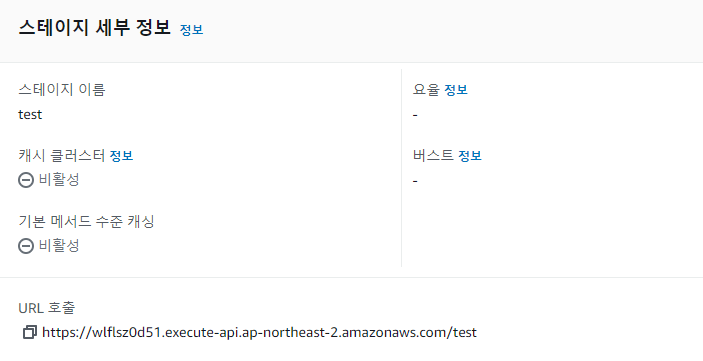 스테이지 세부 정보 정보
스테이지 이름
test
요율 정보
-
캐시 클러스터 정보
비활성
버스트 정보
-
기본 메서드 수준 캐싱
비활성
URL 호출
https://wlflsz0d51.execute-api.ap-northeast-2.amazonaws.com/test